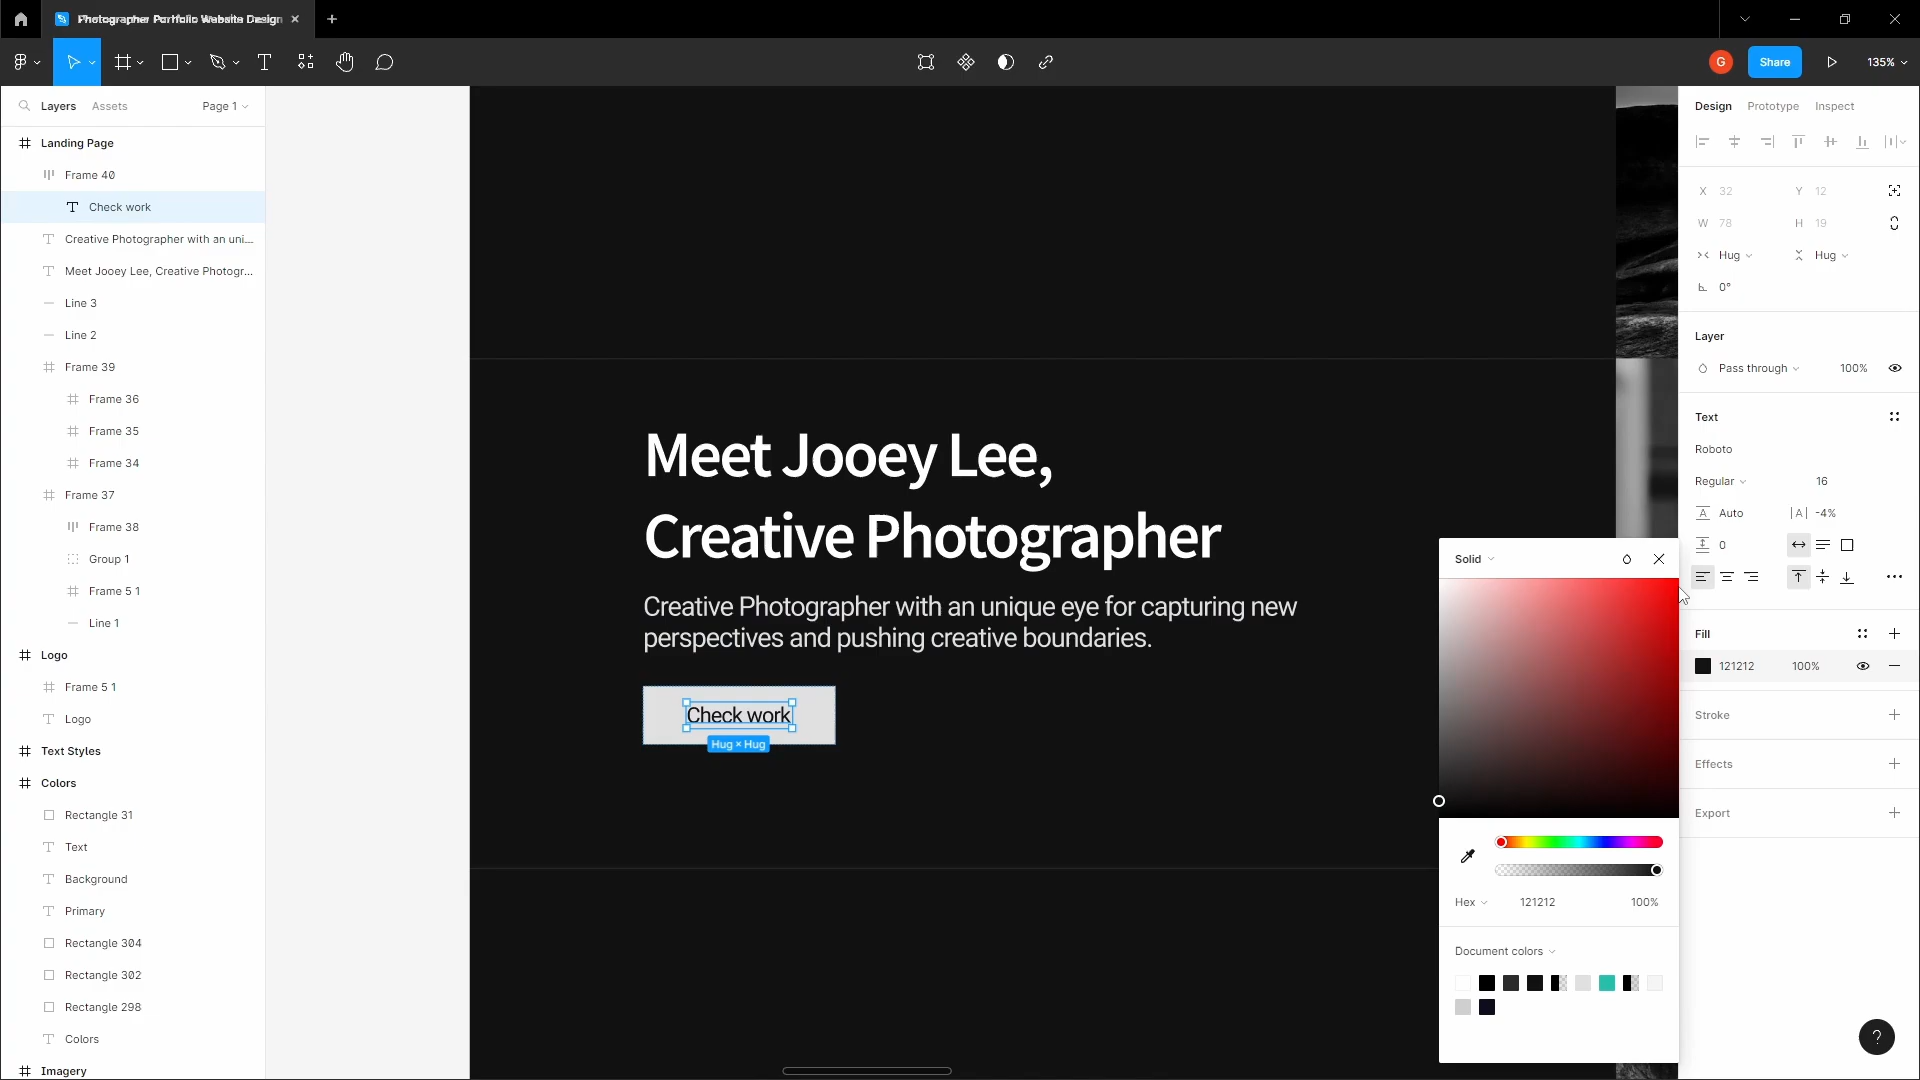 Photographer Portfolio Website Design
G
Share
135%
Layers
Assets
Page 1
Landing Page
Frame 40
Check work
Creative Photographer with an uni...
Meet Jooey Lee, Creative Photogr...
Line 3
Line 2
Frame 39
Frame 36
Frame 35
Frame 34
Frame 37
Frame 38
Group 1
Frame 5 1
Line 1
Logo
Frame 5 1
Logo
Text Styles
Colors
Rectangle 31
Text
Background
Primary
Rectangle 304
Rectangle 302
Rectangle 298
Colors
Imagery
Meet Jooey Lee,
Creative Photographer
Creative Photographer with an unique eye for capturing new
perspectives and pushing creative boundaries.
Check work
Hug × Hug
Solid
Hex 121212 100%
Document colors
Design Prototype Inspect
X 32 Y 12
W 78 H 19
Hug Hug
0°
Layer
Pass through 100%
Text
Roboto
Regular 16
A Auto |A| -4%
0
Fill
121212 100%
Stroke
Effects
Export
?